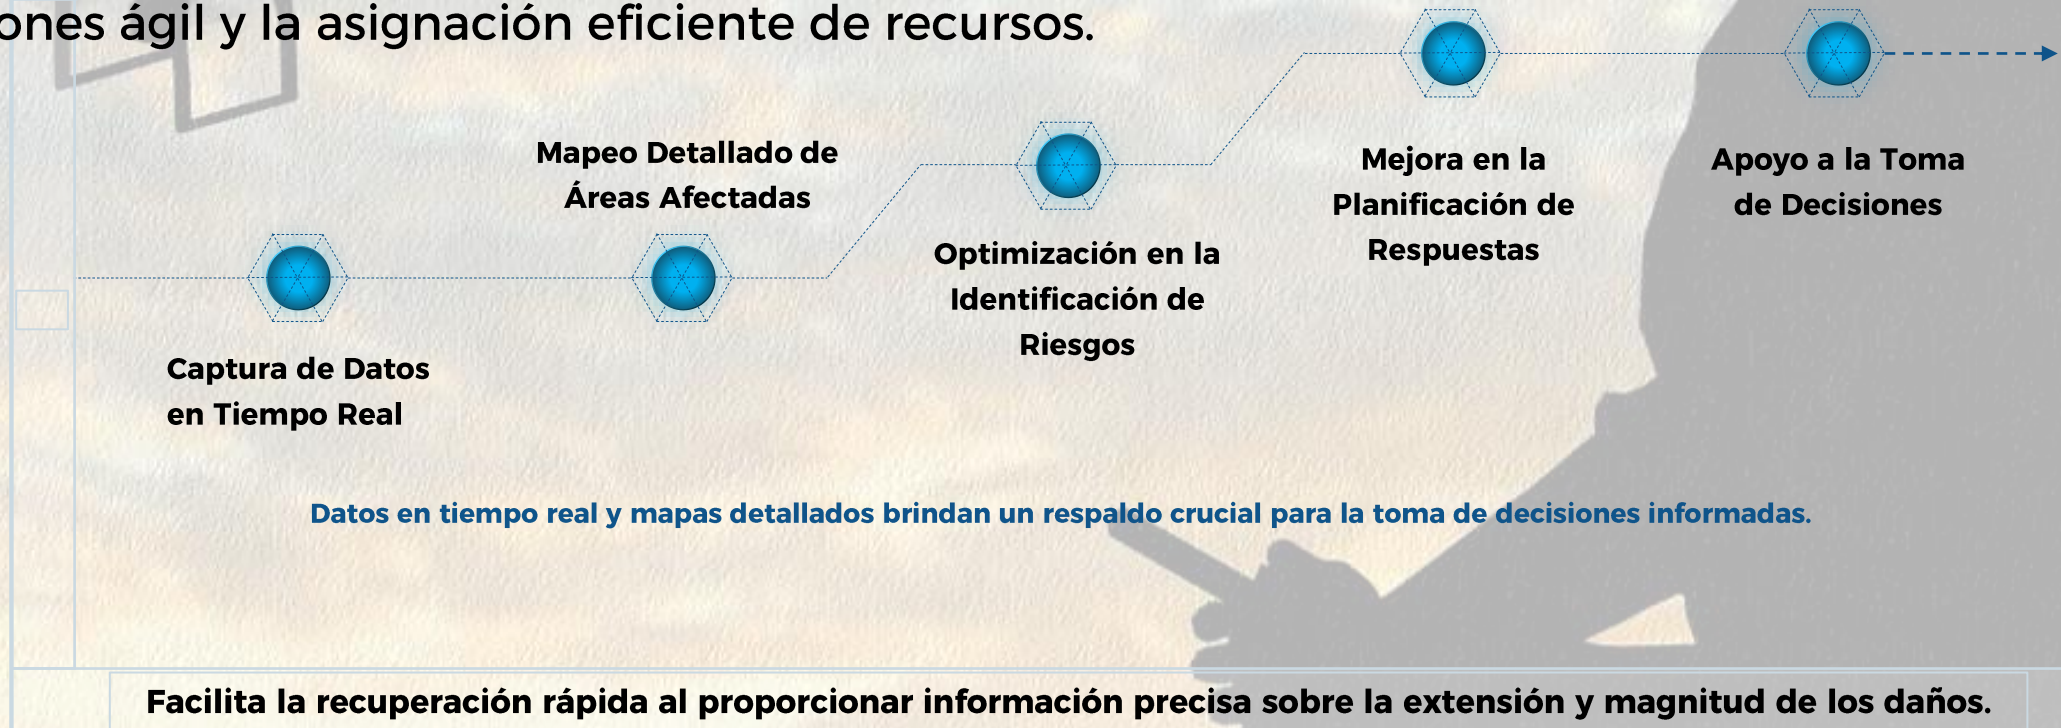 ones ágil y la asignación eficiente de recursos.
Captura de Datos
en Tiempo Real
Mapeo Detallado de
Áreas Afectadas
Optimización en la
Identificación de
Riesgos
Mejora en la
Planificación de
Respuestas
Apoyo a la Toma
de Decisiones
Datos en tiempo real y mapas detallados brindan un respaldo crucial para la toma de decisiones informadas.
Facilita la recuperación rápida al proporcionar información precisa sobre la extensión y magnitud de los daños.